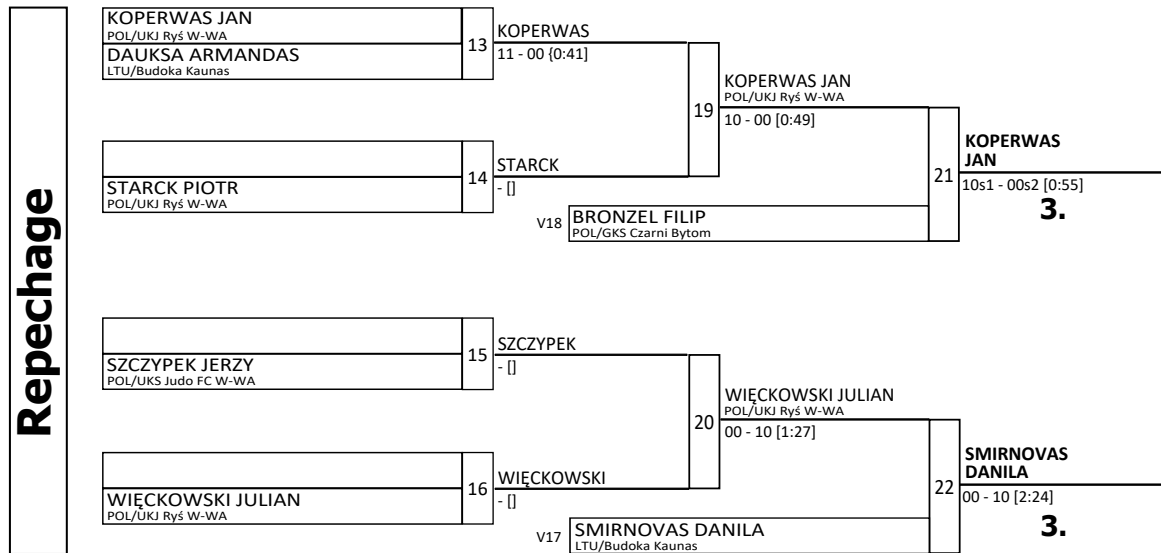 Repechage
KOPERWAS JAN
POL/UKJ Ryś W-WA
DAUKSA ARMANDAS
LTU/Budoka Kaunas
13
KOPERWAS
11 - 00 {0:41]
STARCK PIOTR
POL/UKJ Ryś W-WA
14
STARCK
- []
19
KOPERWAS JAN
POL/UKJ Ryś W-WA
10 - 00 [0:49]
V18
BRONZEL FILIP
POL/GKS Czarni Bytom
21
KOPERWAS
JAN
10s1 - 00s2 [0:55]
3.
SZCZYPEK JERZY
POL/UKS Judo FC W-WA
15
SZCZYPEK
- []
WIĘCKOWSKI JULIAN
POL/UKJ Ryś W-WA
16
WIĘCKOWSKI
- []
20
WIĘCKOWSKI JULIAN
POL/UKJ Ryś W-WA
00 - 10 [1:27]
V17
SMIRNOVAS DANILA
LTU/Budoka Kaunas
22
SMIRNOVAS
DANILA
00 - 10 [2:24]
3.